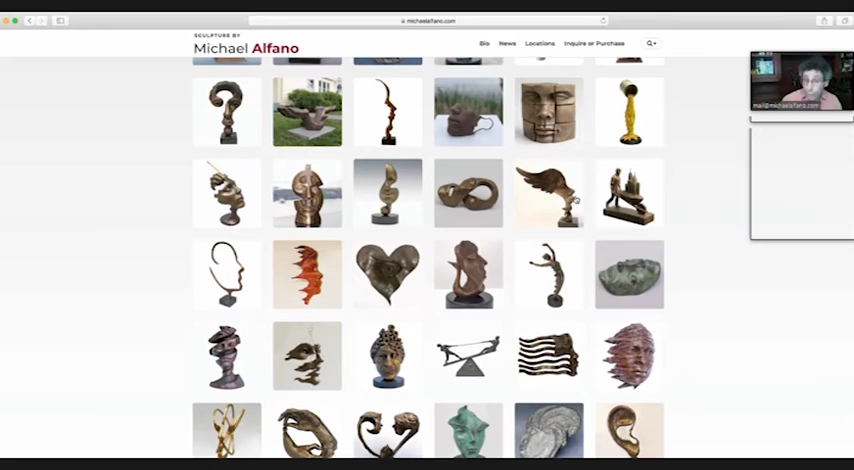 michaelalfano.com
SCULPTURE BY
Michael Alfano
Bio News Locations Inquire or Purchase
mail@michaelalfano.com